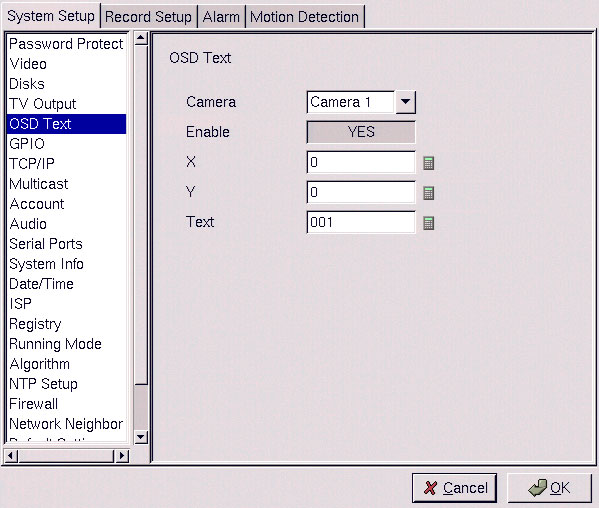 System Setup Record Setup Alarm Motion Detection
Password Protect
Video
Disks
TV Output
OSD Text
GPIO
TCP/IP
Multicast
Account
Audio
Serial Ports
System Info
Date/Time
ISP
Registry
Running Mode
Algorithm
NTP Setup
Firewall
Network Neighbor
OSD Text
Camera Camera 1
Enable YES
X 0
Y 0
Text 001
Cancel OK